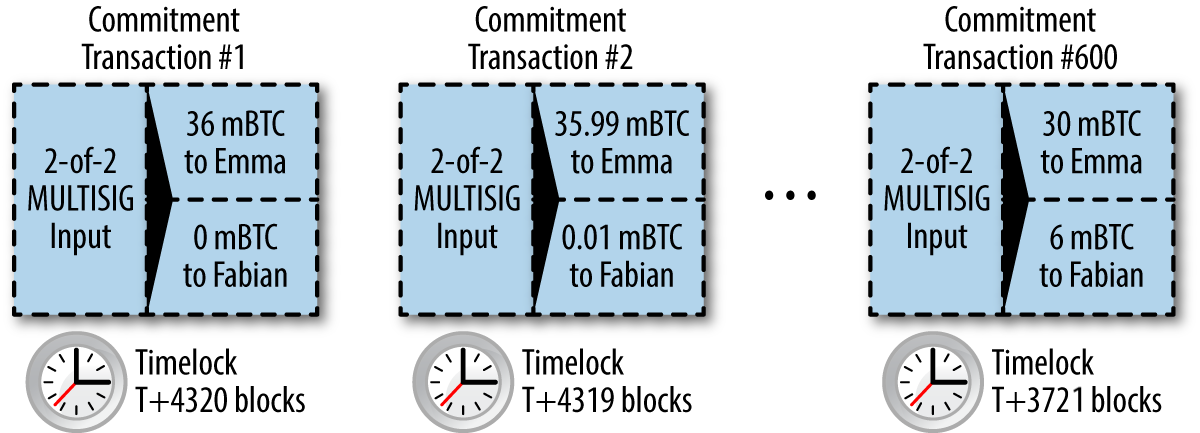 Commitment
Transaction #1
2-of-2
MULTISIG
Input
36 mBTC
to Emma
0 mBTC
to Fabian
Timelock
T+4320 blocks
Commitment
Transaction #2
2-of-2
MULTISIG
Input
35.99 mBTC
to Emma
0.01 mBTC
to Fabian
Timelock
T+4319 blocks
...
Commitment
Transaction #600
2-of-2
MULTISIG
Input
30 mBTC
to Emma
6 mBTC
to Fabian
Timelock
T+3721 blocks